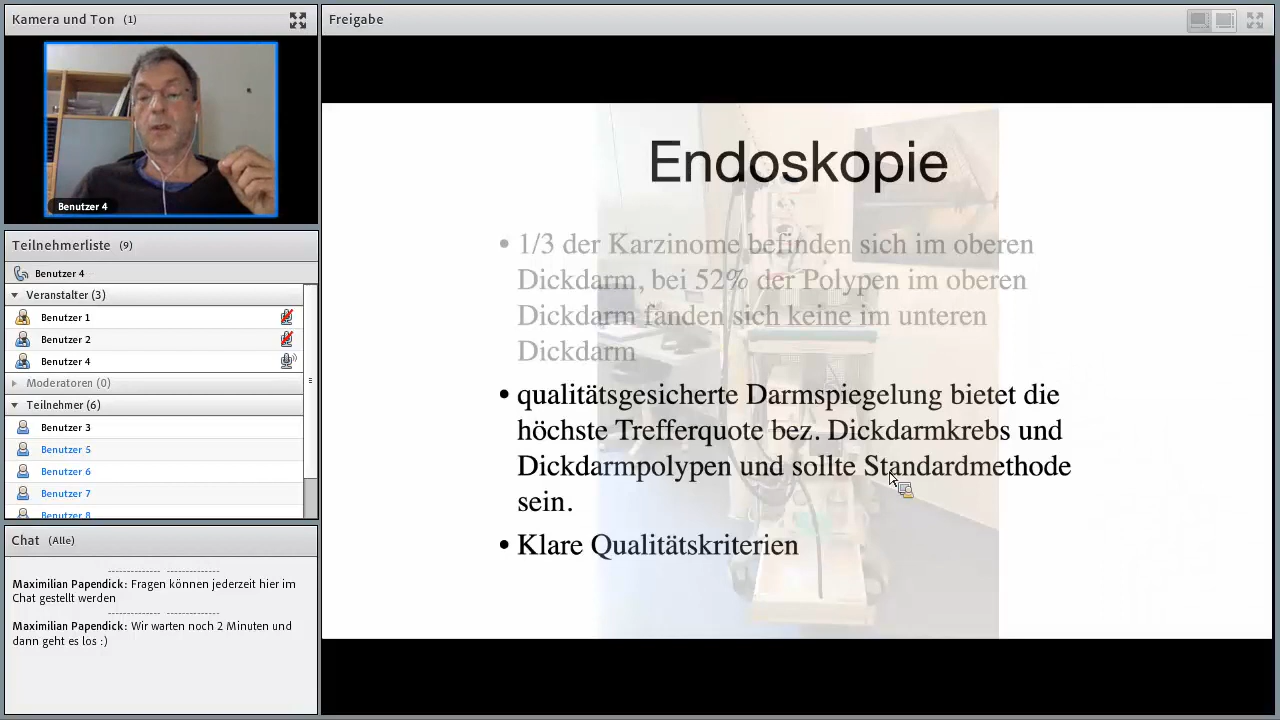 Kamera und Ton (1)
Benutzer 4
Teilnehmerliste (9)
Benutzer 4
Veranstalter (3)
Benutzer 1
Benutzer 2
Benutzer 4
Moderatoren (0)
Teilnehmer (6)
Benutzer 3
Benutzer 5
Benutzer 6
Benutzer 7
Benutzer 8
Chat (Alle)
-------------- --------------
Maximilian Papendick: Fragen können jederzeit hier im
Chat gestellt werden
-------------- --------------
Maximilian Papendick: Wir warten noch 2 Minuten und
dann geht es los :)
Freigabe
Endoskopie
• 1/3 der Karzinome befinden sich im oberen
Dickdarm, bei 52% der Polypen im oberen
Dickdarm fanden sich keine im unteren
Dickdarm
• qualitätsgesicherte Darmspiegelung bietet die
höchste Trefferquote bez. Dickdarmkrebs und
Dickdarmpolypen und sollte Standardmethode
sein.
• Klare Qualitätskriterien